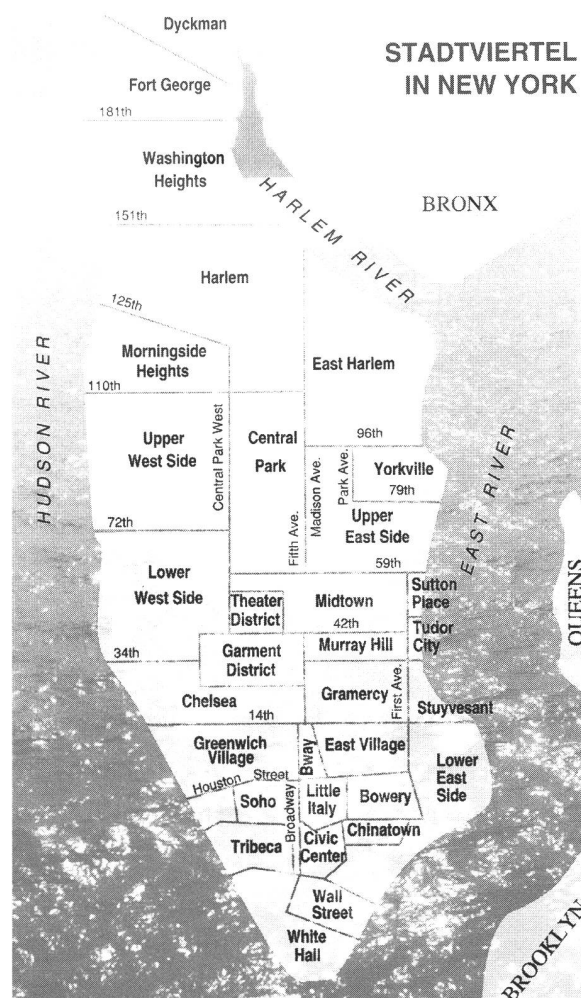 STADTVIERTEL
IN NEW YORK
Dyckman
Fort George
181th
Washington
Heights
HARLEM RIVER
BRONX
151th
Harlem
125th
HUDSON RIVER
Morningside
Heights
East Harlem
110th
Upper
West Side
Central Park West
Central
Park
Fifth Ave.
Madison Ave.
Park Ave.
96th
Yorkville
79th
Upper
East Side
EAST RIVER
72th
59th
Lower
West Side
Theater
District
Midtown
Sutton
Place
QUEENS
42th
Tudor
City
34th
Garment
District
Murray Hill
Chelsea
Gramercy
First Ave.
Stuyvesant
14th
Greenwich
Village
Bway
East Village
Lower
East
Side
Houston Street
Soho
Broadway
Little
Italy
Bowery
Tribeca
Civic
Center
Chinatown
Wall
Street
White
Hall
BROOKLYN